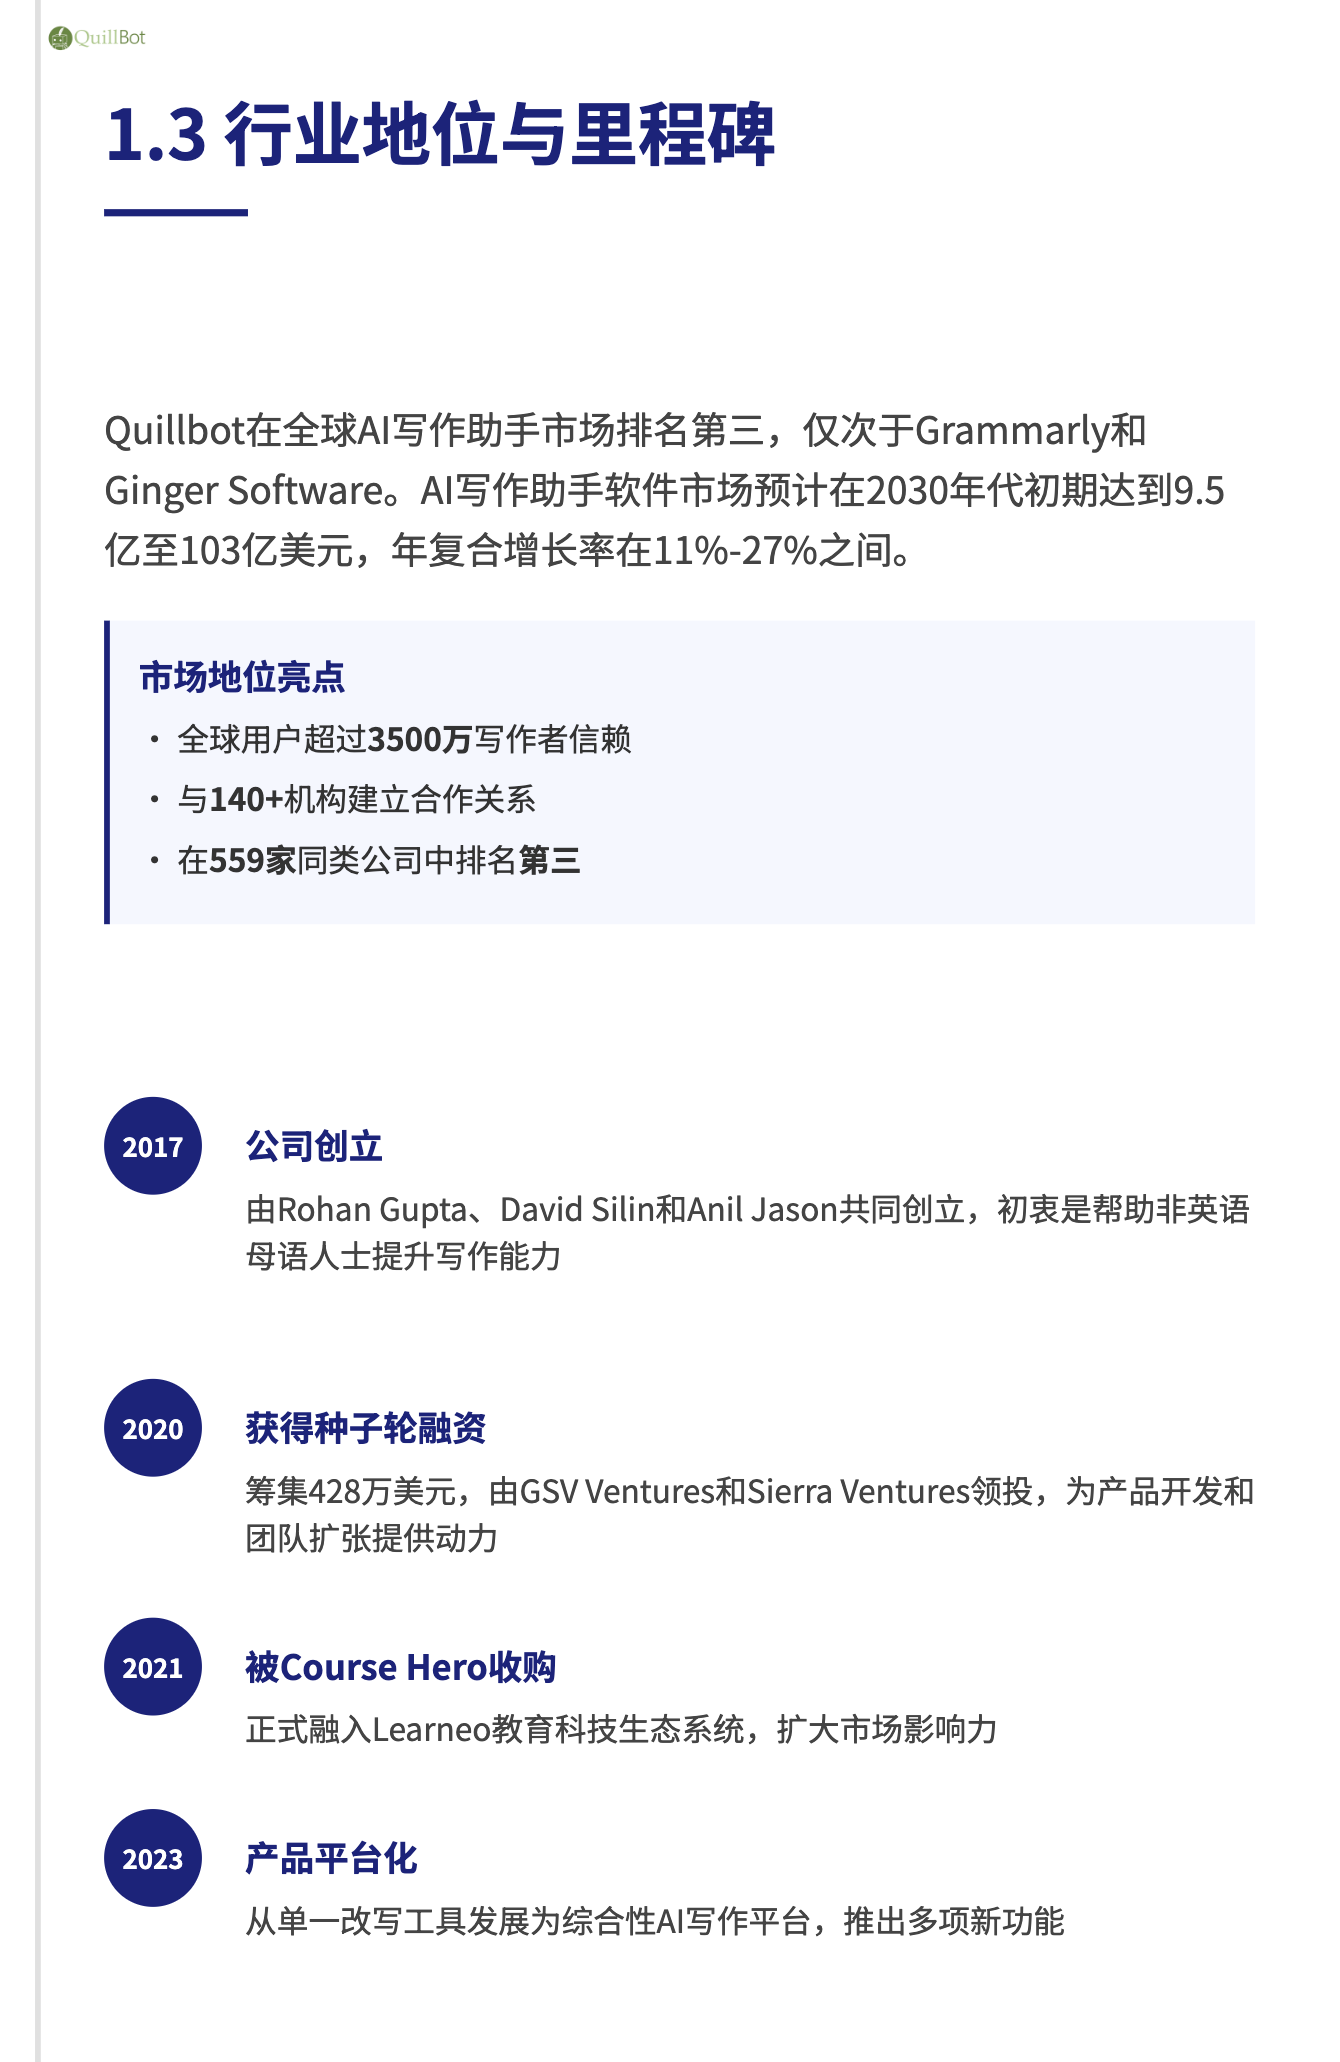 QuillBot
1.3 行业地位与里程碑
Quillbot在全球AI写作助手市场排名第三，仅次于Grammarly和
Ginger Software。AI写作助手软件市场预计在2030年代初期达到9.5
亿至103亿美元，年复合增长率在11%-27%之间。
市场地位亮点
• 全球用户超过3500万写作者信赖
• 与140+机构建立合作关系
• 在559家同类公司中排名第三
2017
公司创立
由Rohan Gupta、David Silin和Anil Jason共同创立，初衷是帮助非英语
母语人士提升写作能力
2020
获得种子轮融资
筹集428万美元，由GSV Ventures和Sierra Ventures领投，为产品开发和
团队扩张提供动力
2021
被Course Hero收购
正式融入Learneo教育科技生态系统，扩大市场影响力
2023
产品平台化
从单一改写工具发展为综合性AI写作平台，推出多项新功能